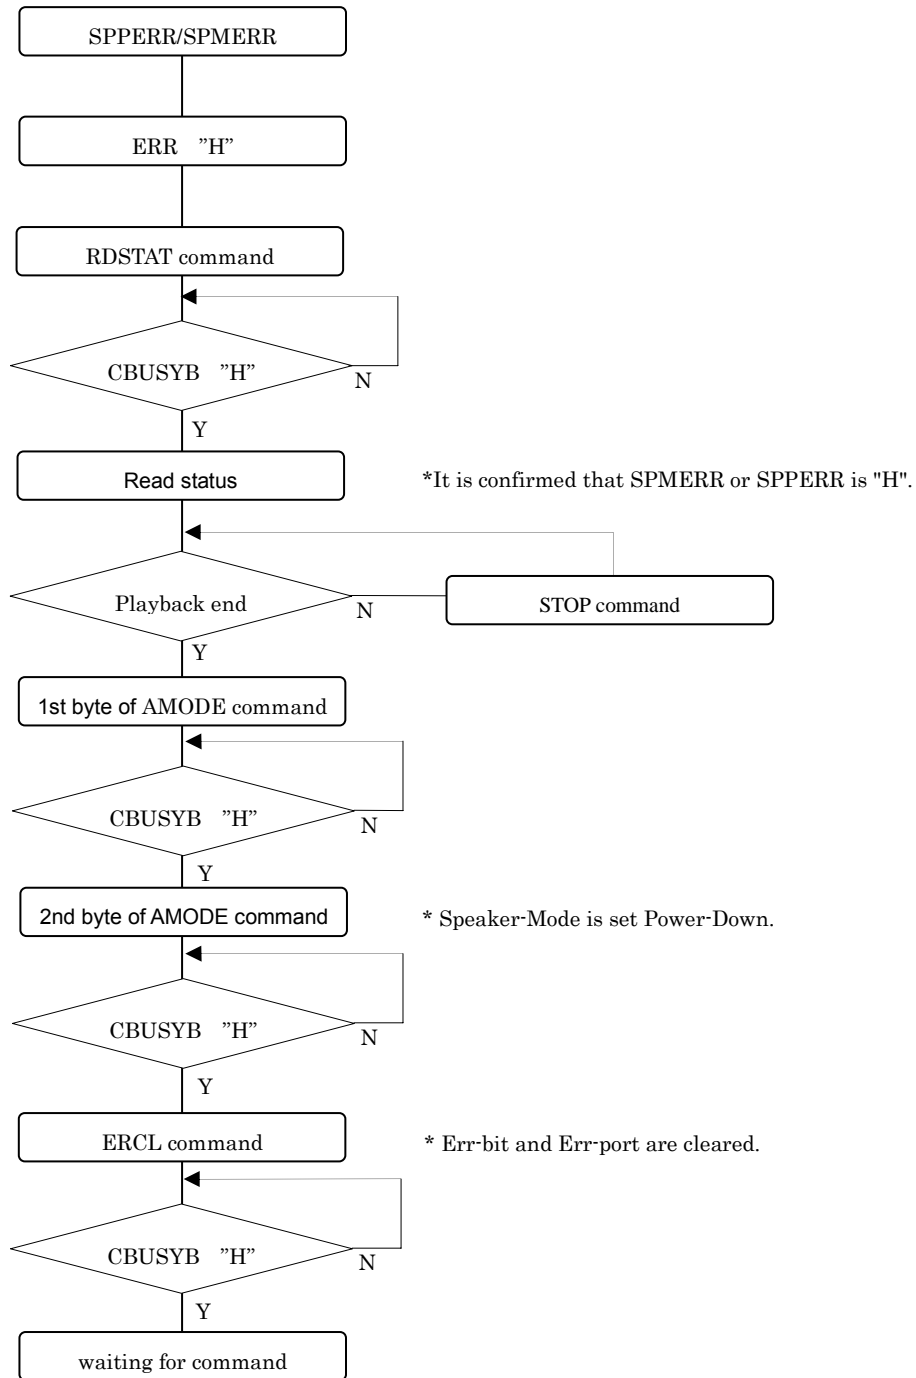 SPPERR/SPMERR
ERR ”H”
RDSTAT command
CBUSYB ”H”
N
Y
Read status
*It is confirmed that SPMERR or SPPERR is "H".
Playback end
N
STOP command
Y
1st byte of AMODE command
CBUSYB ”H”
N
Y
2nd byte of AMODE command
* Speaker-Mode is set Power-Down.
CBUSYB ”H”
N
Y
ERCL command
* Err-bit and Err-port are cleared.
CBUSYB ”H”
N
Y
waiting for command